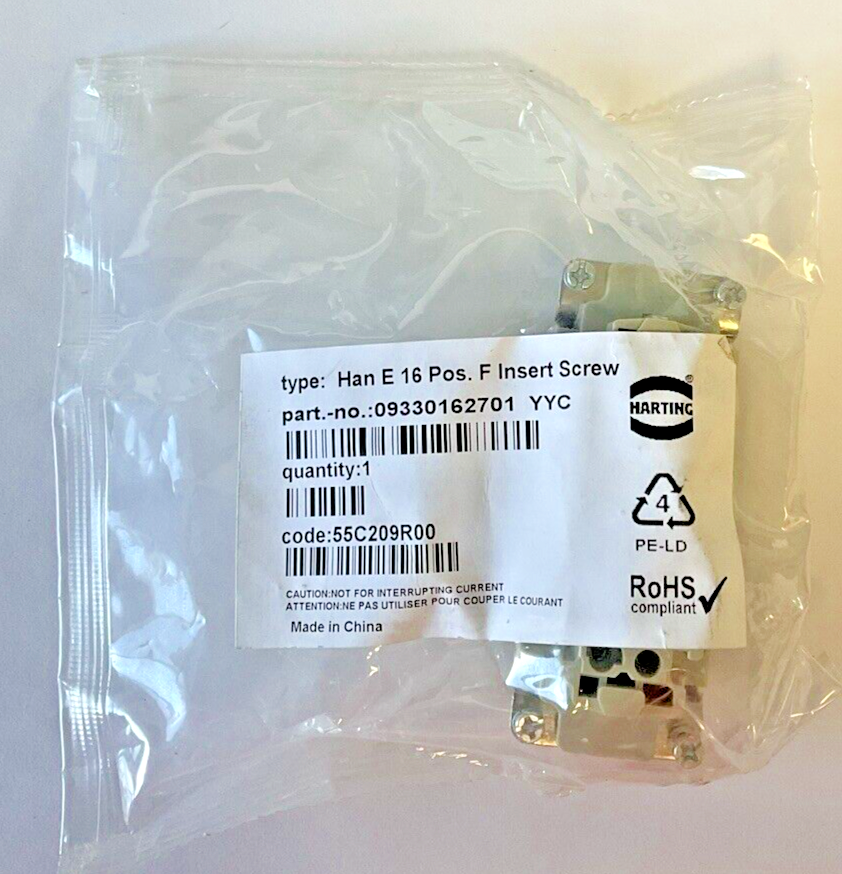 type: Han E 16 Pos. F Insert Screw
part.-no.:09330162701 YYC
quantity:1
code:55C209R00
CAUTION:NOT FOR INTERRUPTING CURRENT
ATTENTION:NE PAS UTILISER POUR COUPER LE COURANT
Made in China
HARTING
®
4
PE-LD
RoHS
compliant